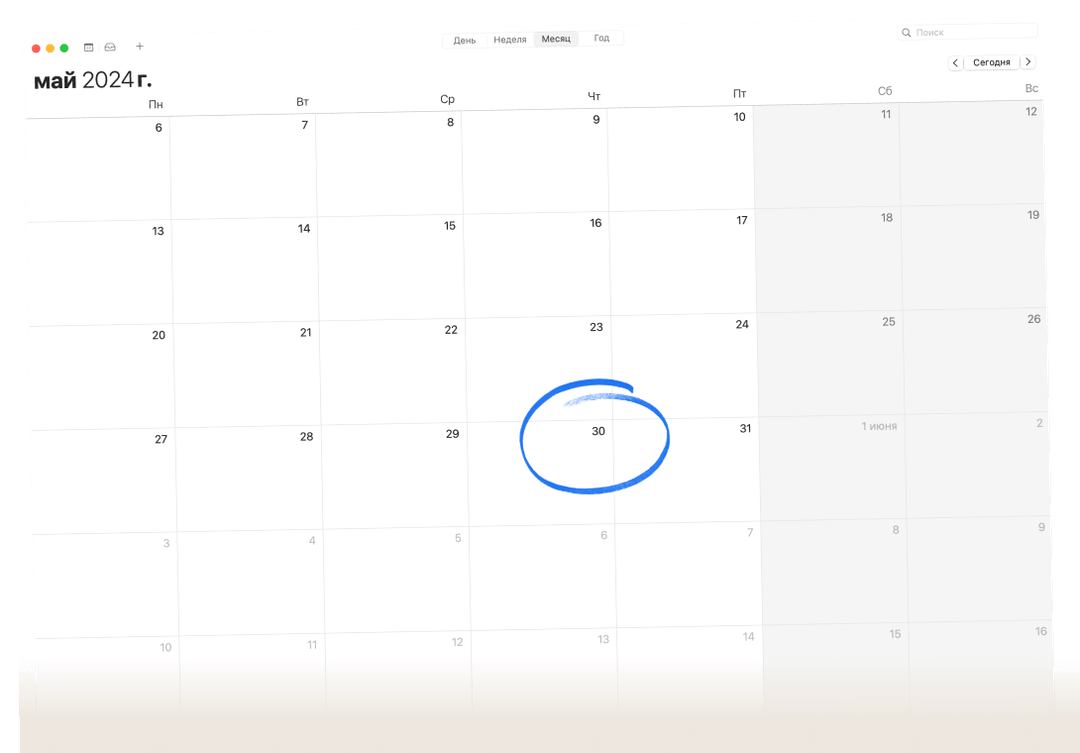 День Неделя Месяц Год
Поиск
май 2024 г.
Сегодня
Пн Вт Ср Чт Пт Сб Вс
6 7 8 9 10 11 12
13 14 15 16 17 18 19
20 21 22 23 24 25 26
27 28 29 30 31 1 июня 2
3 4 5 6 7 8 9
10 11 12 13 14 15 16